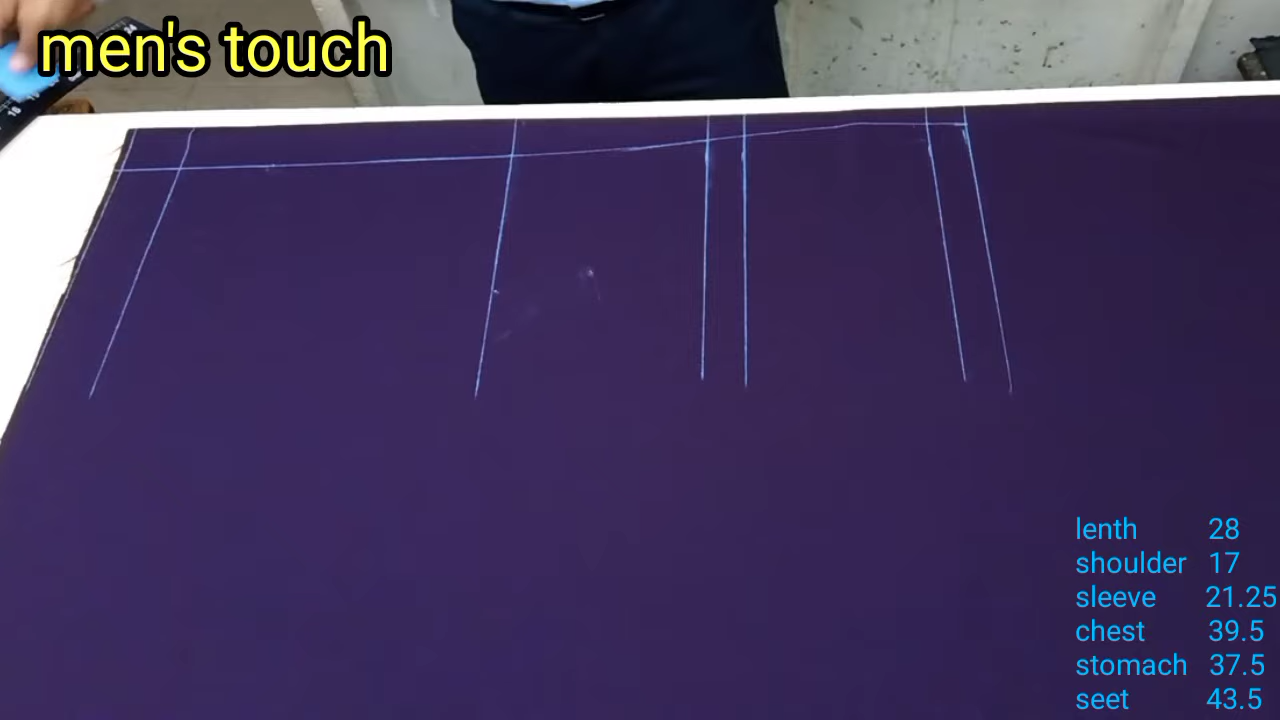 men's touch
lenth 28
shoulder 17
sleeve 21.25
chest 39.5
stomach 37.5
seet 43.5